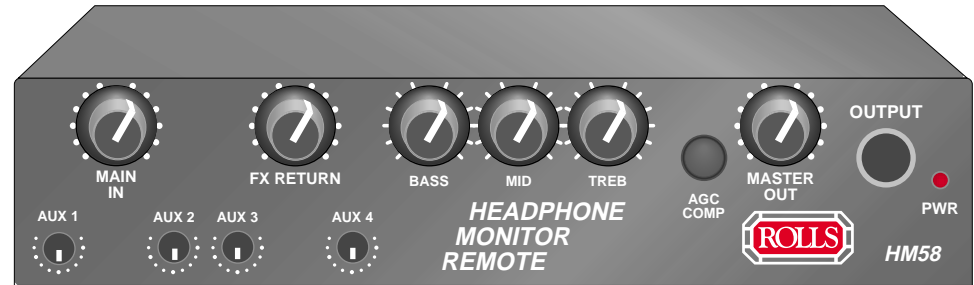 OUTPUT
MAIN
IN
FX RETURN
BASS
MID
TREB
AGC
COMP
MASTER
OUT
PWR
AUX 1
AUX 2
AUX 3
AUX 4
HEADPHONE
MONITOR
REMOTE
ROLLS
HM58